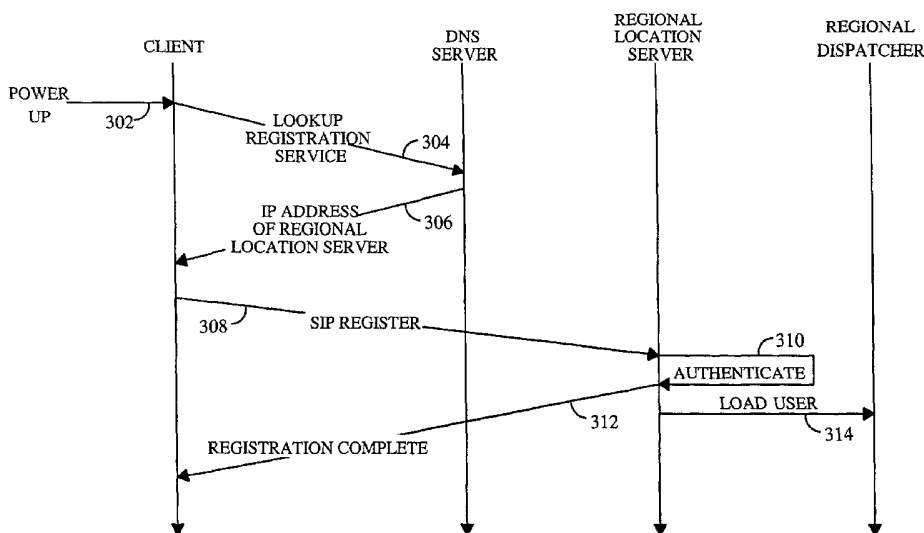 CLIENT
DNS
SERVER
REGIONAL
LOCATION
SERVER
REGIONAL
DISPATCHER
POWER
UP
302
LOOKUP
REGISTRATION
SERVICE
304
306
IP ADDRESS
OF REGIONAL
LOCATION SERVER
308
SIP REGISTER
310
AUTHENTICATE
312
LOAD USER
314
REGISTRATION COMPLETE